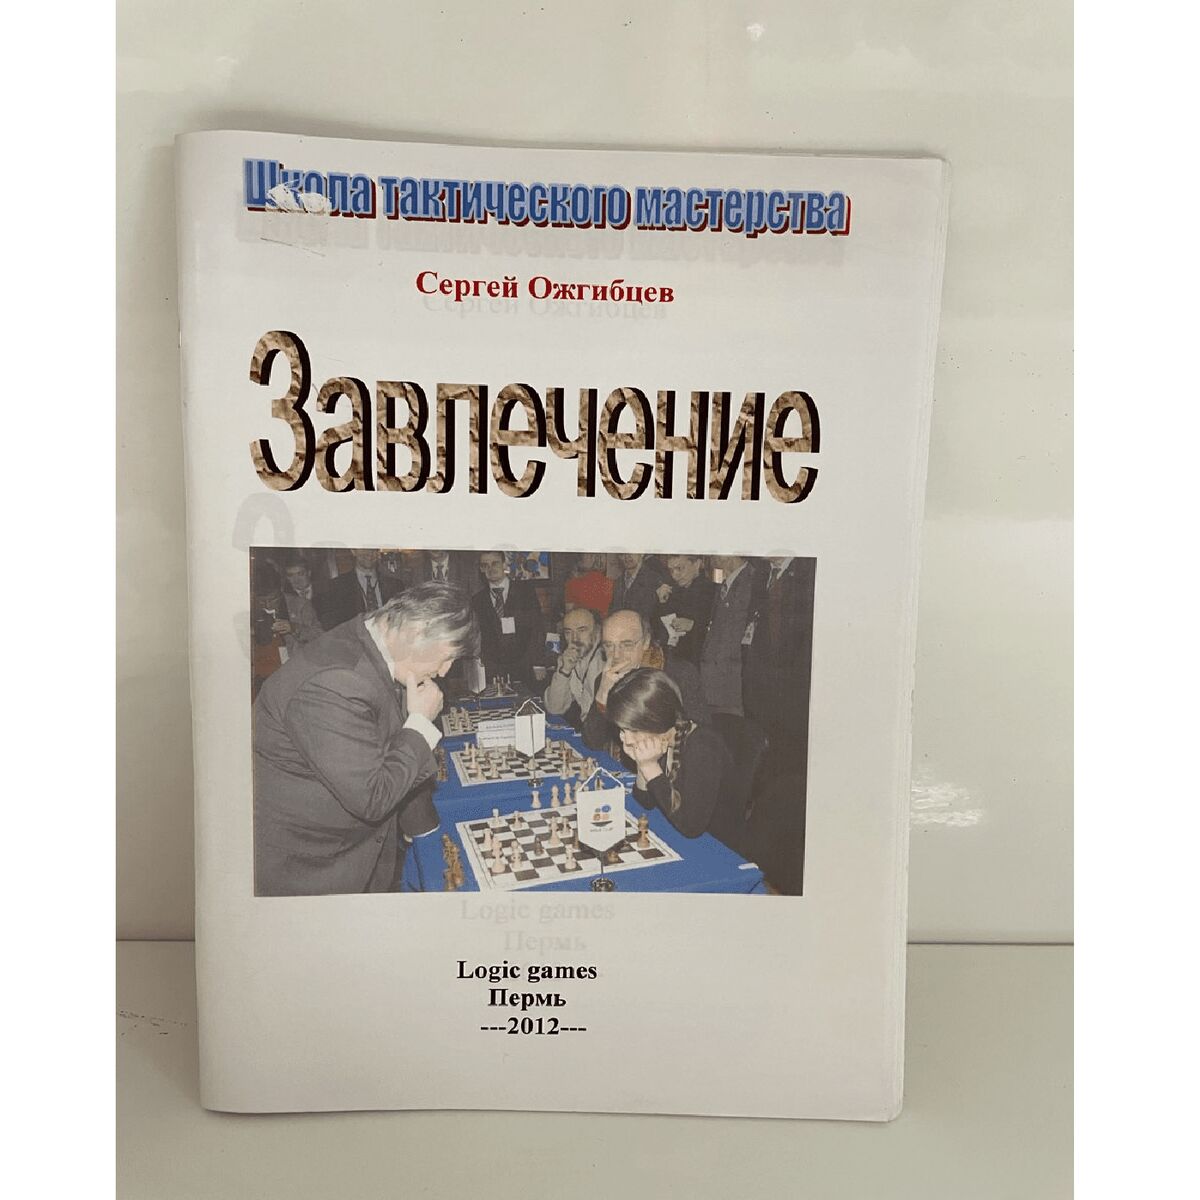 Школа тактического мастерства
Сергей Ожгибцев
Завлечение
Logic games
Пермь
---2012---